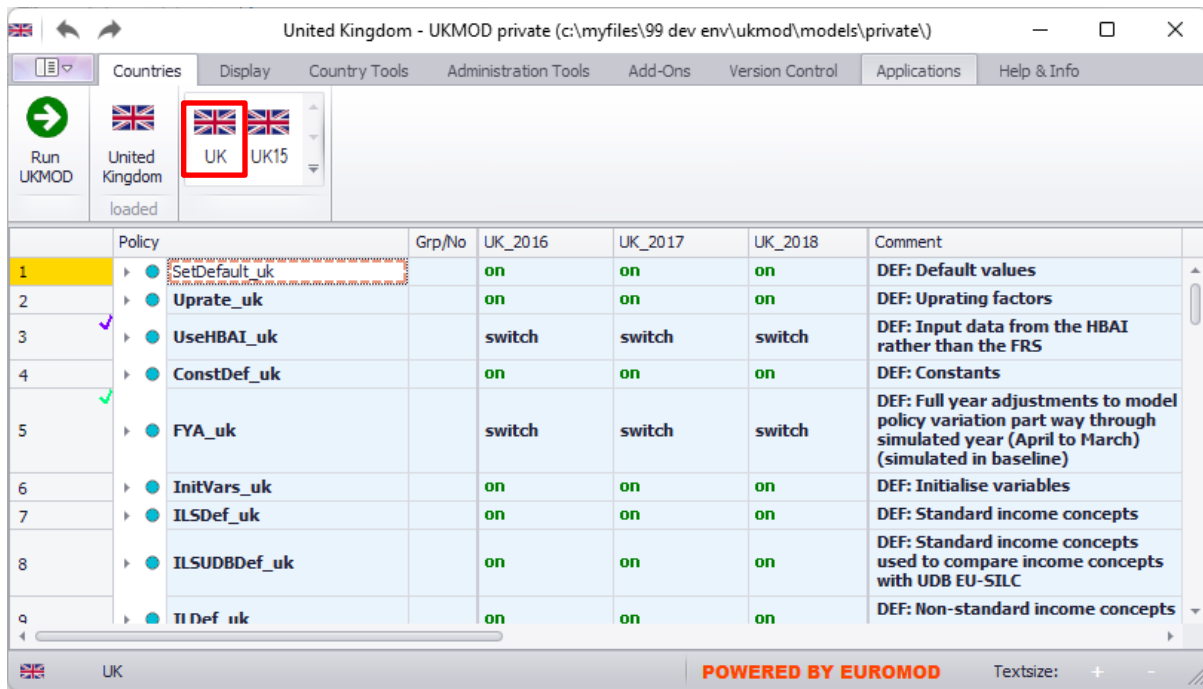 United Kingdom - UKMOD private (c:\myfiles\99 dev env\ukmod\models\private\)
Countries Display Country Tools Administration Tools Add-Ons Version Control Applications Help & Info
Run
UKMOD
United
Kingdom
loaded
UK UK15
Policy Grp/No UK_2016 UK_2017 UK_2018 Comment
1 SetDefault_uk on on on DEF: Default values
2 Uprate_uk on on on DEF: Uprating factors
3 UseHBAI_uk switch switch switch DEF: Input data from the HBAI
rather than the FRS
4 ConstDef_uk on on on DEF: Constants
5 FYA_uk switch switch switch DEF: Full year adjustments to model
policy variation part way through
simulated year (April to March)
(simulated in baseline)
6 InitVars_uk on on on DEF: Initialise variables
7 ILSDef_uk on on on DEF: Standard income concepts
8 ILSUDBDef_uk on on on DEF: Standard income concepts
used to compare income concepts
with UDB EU-SILC
9 ILDef_uk on on on DEF: Non-standard income concepts
UK POWERED BY EUROMOD Textsize: + -